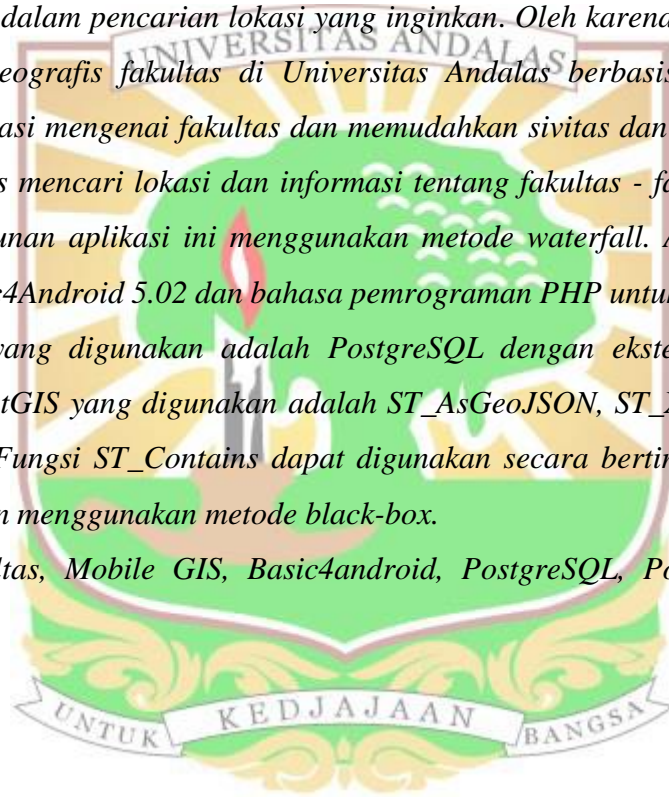 dalam pencarian lokasi yang inginkan. Oleh karena
UNIVERSITAS ANDALAS
eografis fakultas di Universitas Andalas berbasis
asi mengenai fakultas dan memudahkan sivitas dan
s mencari lokasi dan informasi tentang fakultas - fa
unan aplikasi ini menggunakan metode waterfall. A
c4Android 5.02 dan bahasa pemrograman PHP untuk
yang digunakan adalah PostgreSQL dengan ekste
tGIS yang digunakan adalah ST_AsGeoJSON, ST_
Fungsi ST_Contains dapat digunakan secara bertin
n menggunakan metode black-box.
ltas, Mobile GIS, Basic4android, PostgreSQL, Po
UNTUK KEDJAJAAN BANGSA